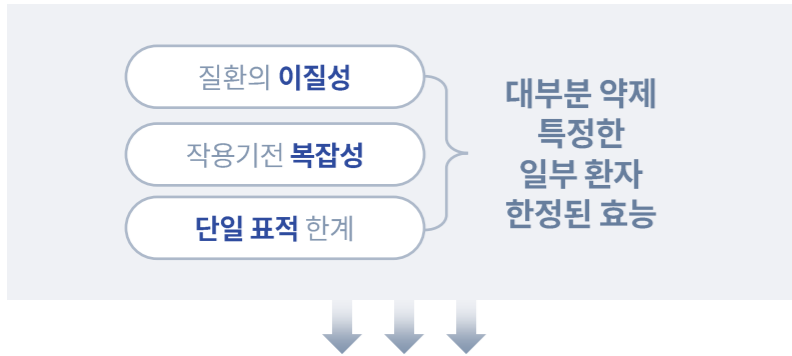 질환의 이질성
작용기전 복잡성
단일 표적 한계
대부분 약제
특정한
일부 환자
한정된 효능